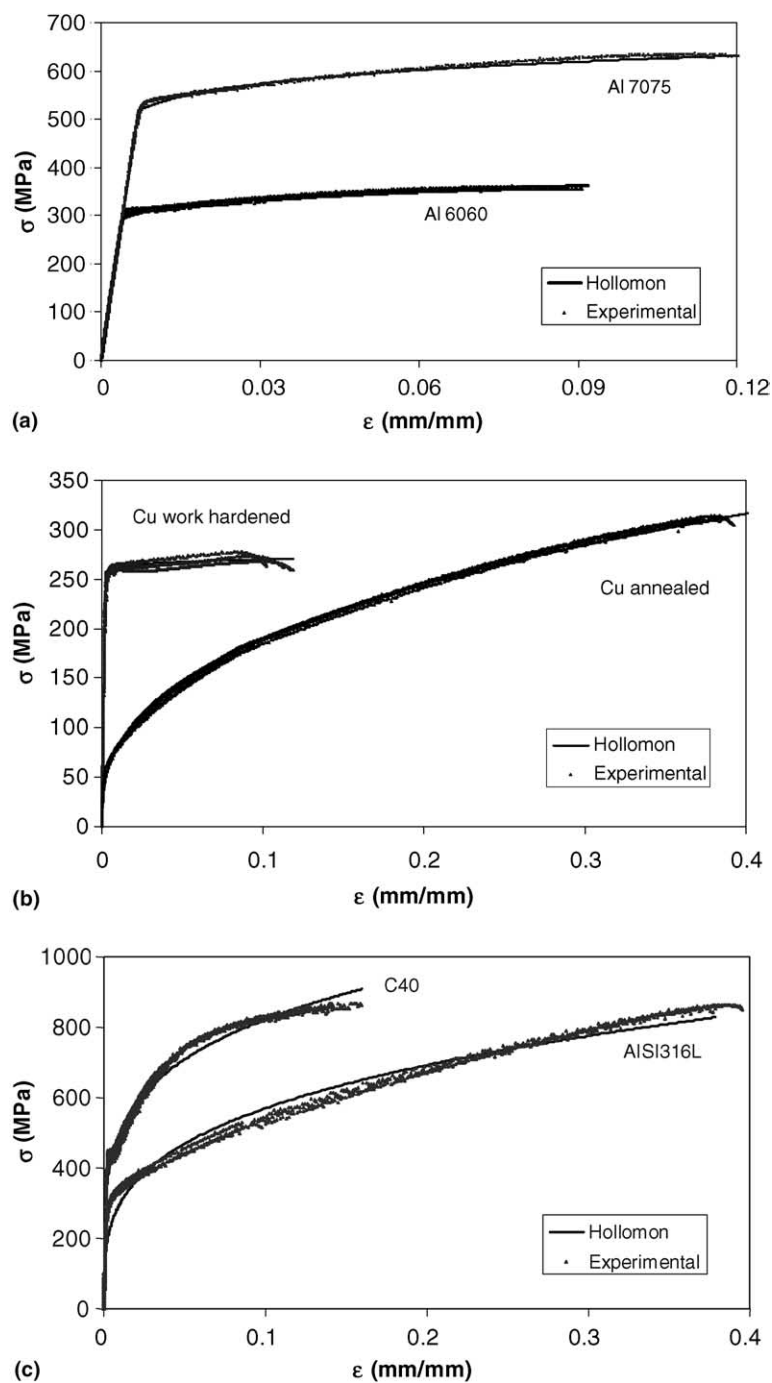 700
600
500
400
300
200
100
0
σ (MPa)
Al 7075
Al 6060
Hollomon
Experimental
0 0.03 0.06 0.09 0.12
(a) ε (mm/mm)
350
300
250
200
150
100
50
0
σ (MPa)
Cu work hardened
Cu annealed
Hollomon
Experimental
0 0.1 0.2 0.3 0.4
(b) ε (mm/mm)
1000
800
600
400
200
0
σ (MPa)
C40
AISI316L
Hollomon
Experimental
0 0.1 0.2 0.3 0.4
(c) ε (mm/mm)